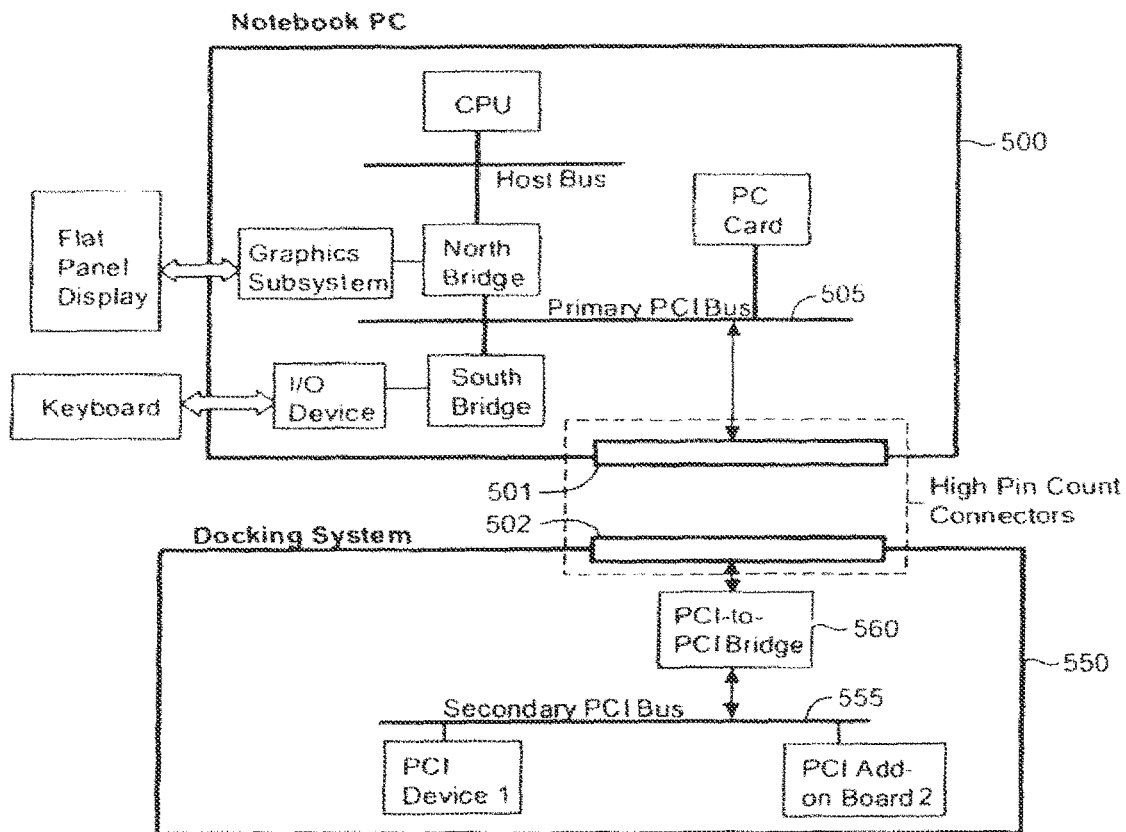 Notebook PC
CPU
500
Host Bus
PC
Card
Flat
Panel
Display
Graphics
Subsystem
North
Bridge
Primary PCI Bus
505
Keyboard
I/O
Device
South
Bridge
501
High Pin Count
Connectors
502
Docking System
PCI-to-
PCI Bridge
560
550
Secondary PCI Bus
555
PCI
Device 1
PCI Add-
on Board 2